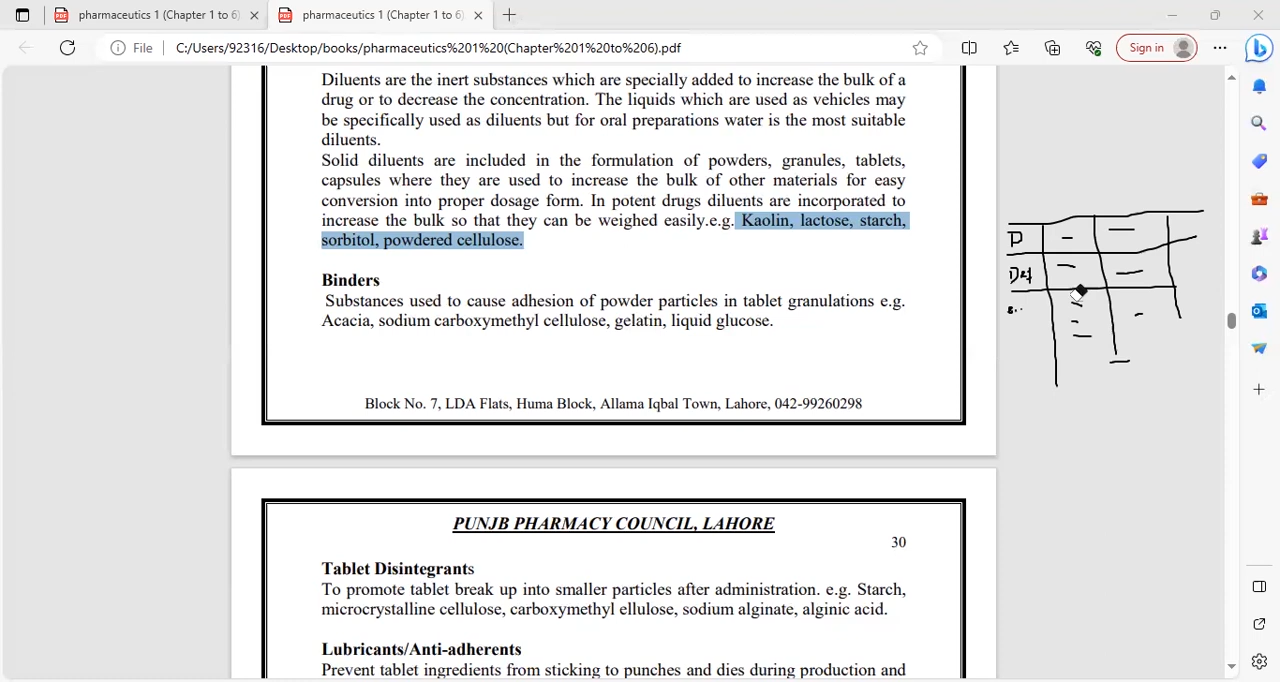 pharmaceutics 1 (Chapter 1 to 6)
pharmaceutics 1 (Chapter 1 to 6)
File C:/Users/92316/Desktop/books/pharmaceutics%201%20(Chapter%201%20to%206).pdf
Sign in
Diluents are the inert substances which are specially added to increase the bulk of a
drug or to decrease the concentration. The liquids which are used as vehicles may
be specifically used as diluents but for oral preparations water is the most suitable
diluents.
Solid diluents are included in the formulation of powders, granules, tablets,
capsules where they are used to increase the bulk of other materials for easy
conversion into proper dosage form. In potent drugs diluents are incorporated to
increase the bulk so that they can be weighed easily.e.g. Kaolin, lactose, starch,
sorbitol, powdered cellulose.
Binders
Substances used to cause adhesion of powder particles in tablet granulations e.g.
Acacia, sodium carboxymethyl cellulose, gelatin, liquid glucose.
Block No. 7, LDA Flats, Huma Block, Allama Iqbal Town, Lahore, 042-99260298
D
PUNJB PHARMACY COUNCIL, LAHORE
30
Tablet Disintegrants
To promote tablet break up into smaller particles after administration. e.g. Starch,
microcrystalline cellulose, carboxymethyl ellulose, sodium alginate, alginic acid.
Lubricants/Anti-adherents
Prevent tablet ingredients from sticking to punches and dies during production and